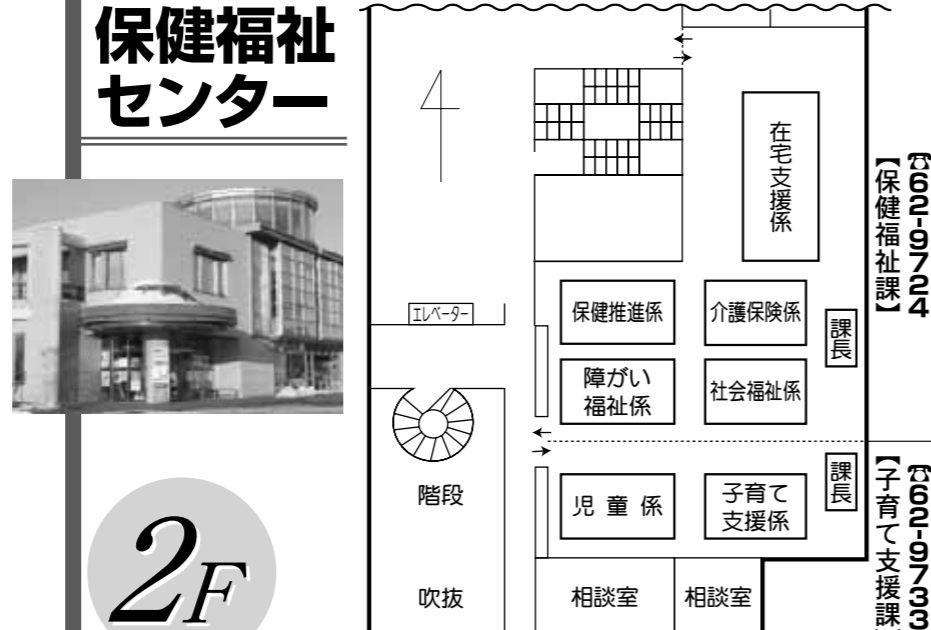 保健福祉
センター
2F
エレベーター
階段
吹抜
在宅支援係
保健推進係
介護保険係
課長
障がい
福祉係
社会福祉係
児童係
子育て
支援係
課長
相談室
相談室
【保健福祉課】
☎62-9724
【子育て支援課】
☎62-9733